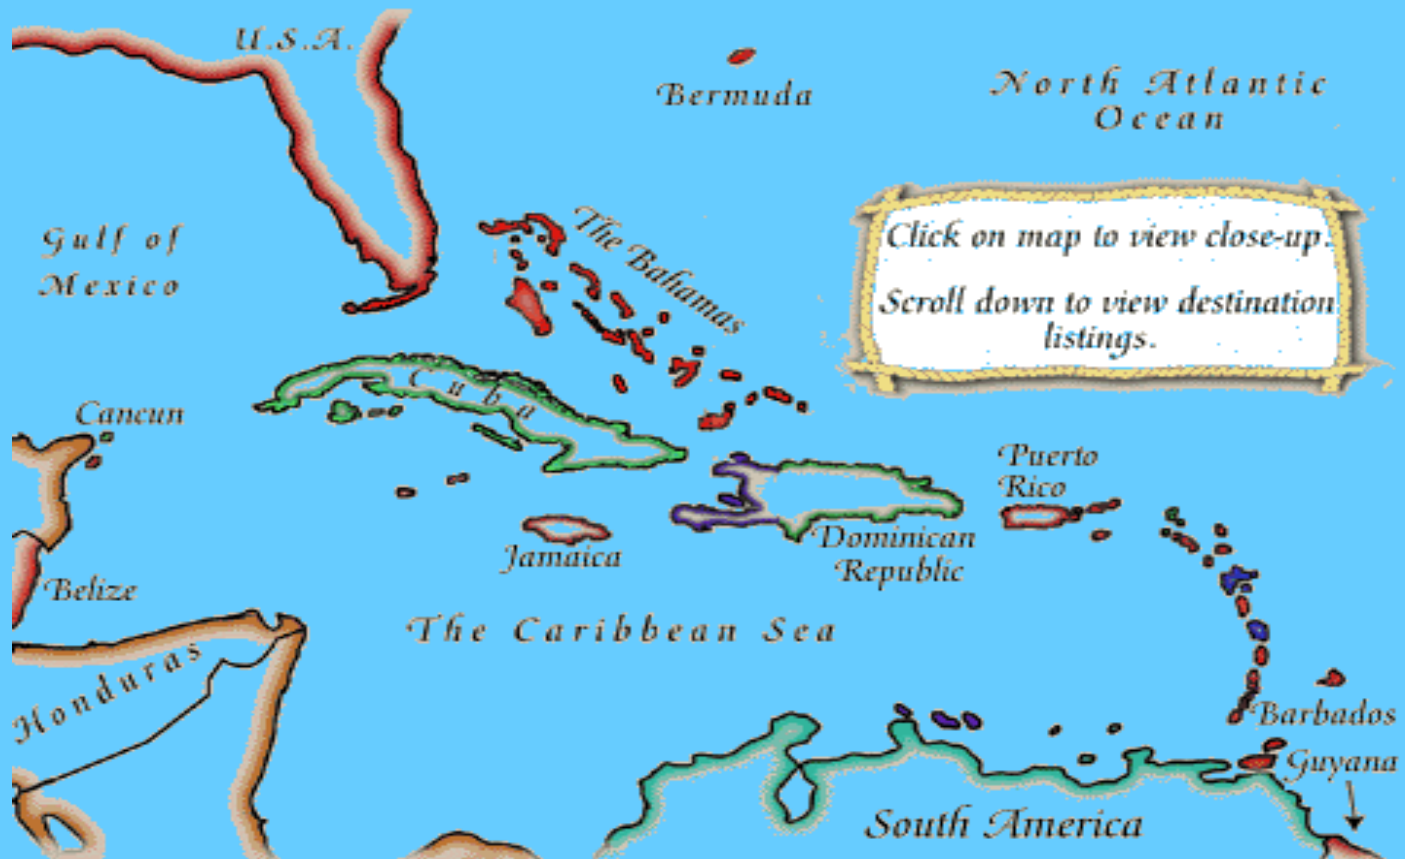 U.S.A.
Bermuda
North Atlantic
Ocean
Gulf of
Mexico
The Bahamas
Click on map to view close-up.
Scroll down to view destination
listings.
Cuba
Cancun
Puerto
Rico
Jamaica
Dominican
Republic
Belize
The Caribbean Sea
Honduras
Barbados
Guyana
South America